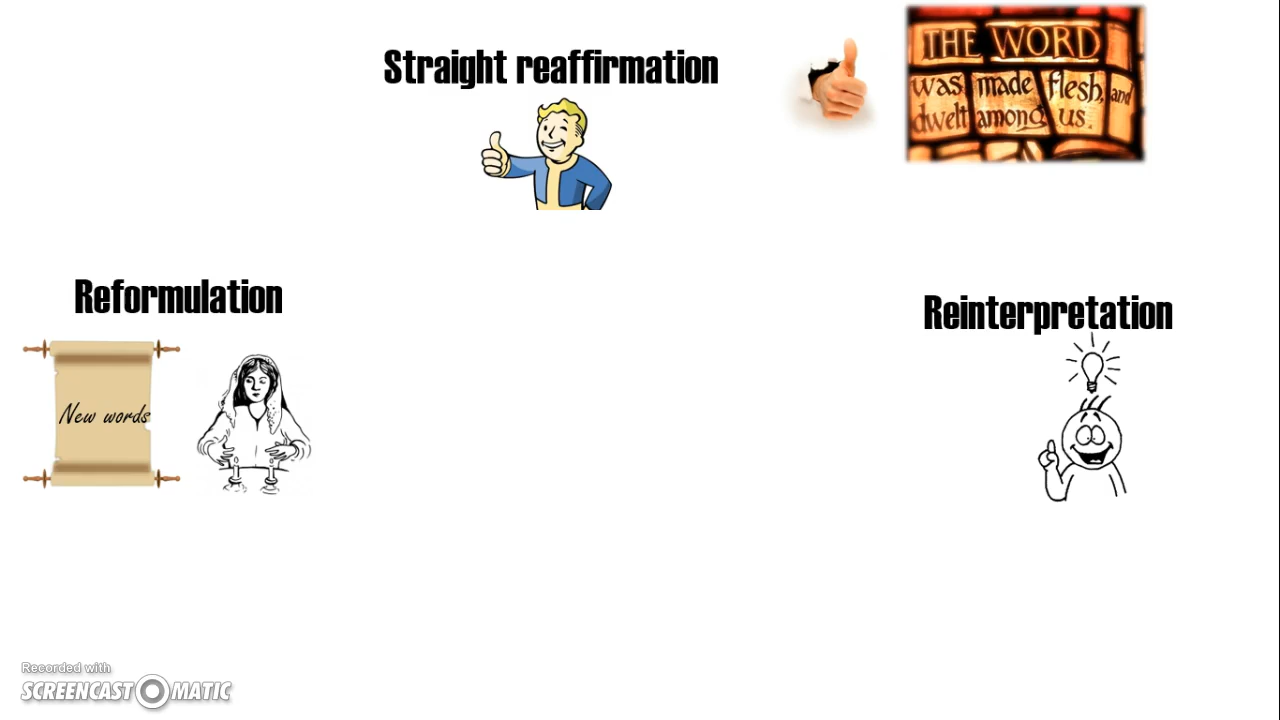 Straight reaffirmation
THE WORD
was made flesh, and
dwelt among us.
Reformulation
Reinterpretation
New words
Recorded with
SCREENCAST-O-MATIC